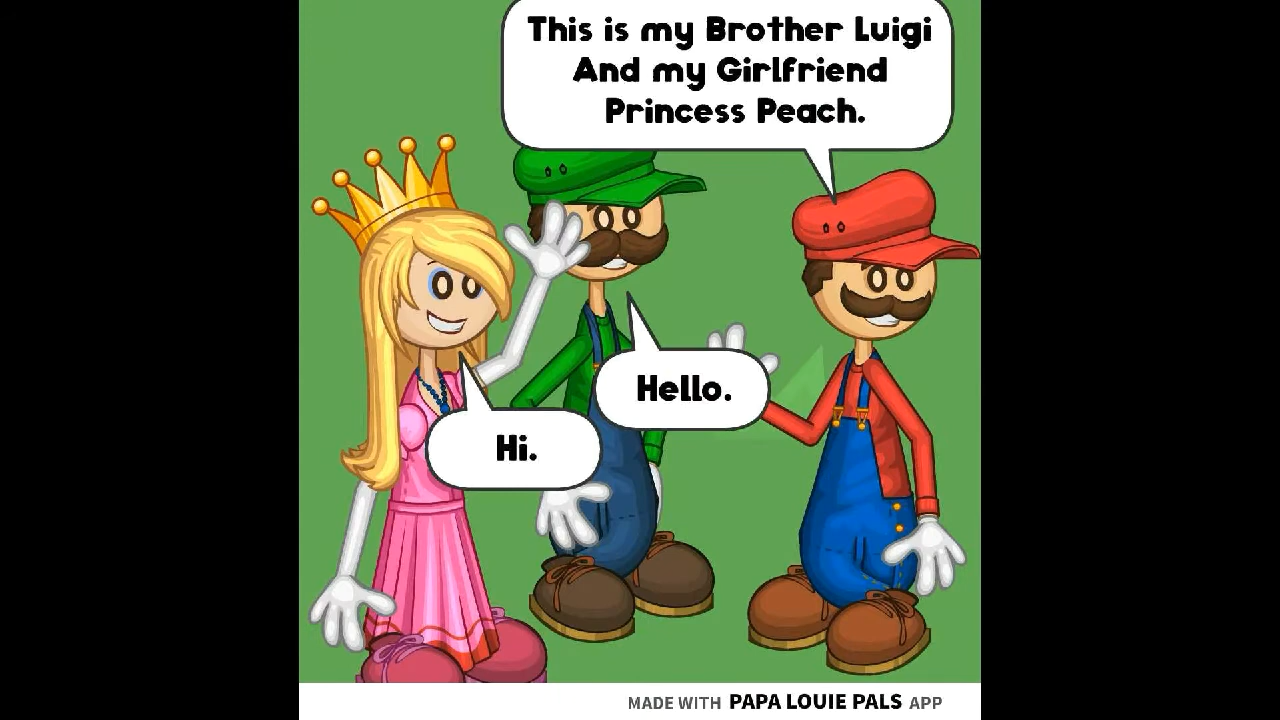 This is my Brother Luigi
And my Girlfriend
Princess Peach.
Hello.
Hi.
MADE WITH PAPA LOUIE PALS APP